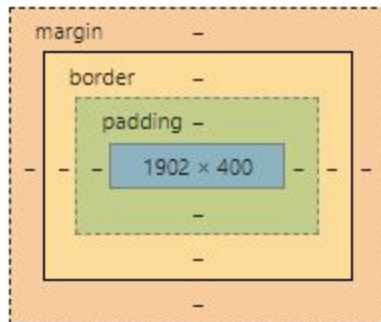 margin –
border –
padding –
– – – 1902 × 400 – – –
–
–
–